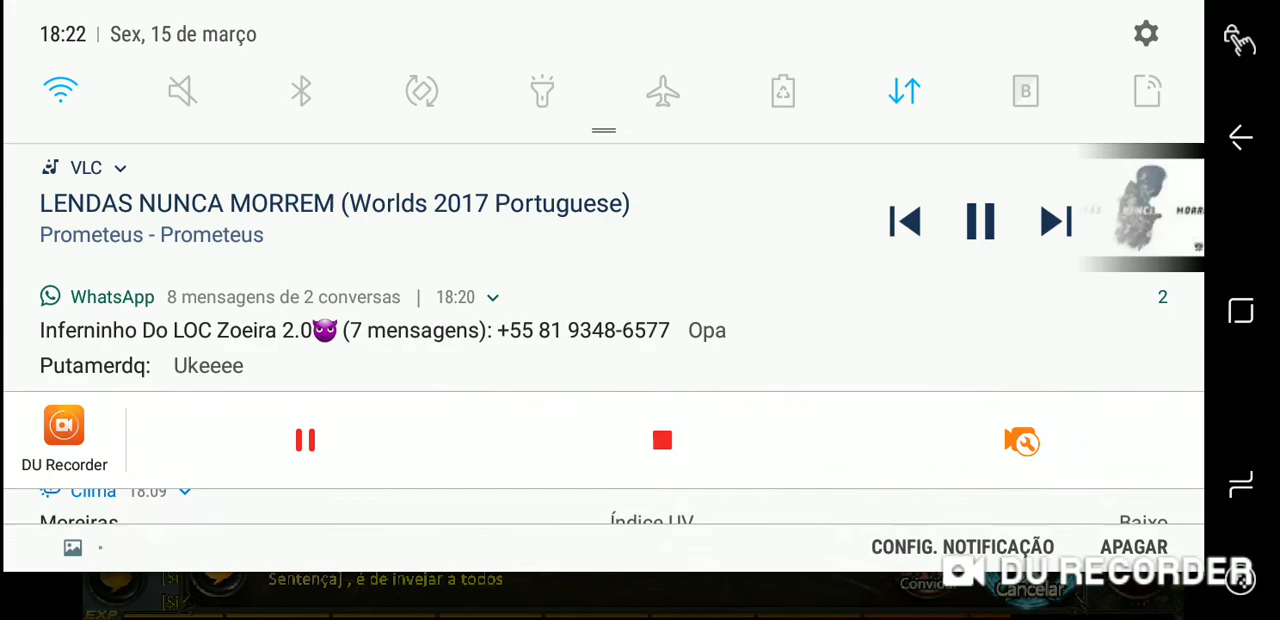 18:22 | Sex, 15 de março
B
VLC
LENDAS NUNCA MORREM (Worlds 2017 Portuguese)
Prometeus - Prometeus
NUNCA MORR
WhatsApp 8 mensagens de 2 conversas | 18:20 2
Inferninho Do LOC Zoeira 2.0😈 (7 mensagens): +55 81 9348-6577 Opa
Putamerdq: Ukeeee
DU Recorder
Clima 18:09
Moreiras Índice UV Baixo
CONFIG. NOTIFICAÇÃO APAGAR
DU RECORDER
Sentença], é de invejar a todos
[S]
Cancelar
[S]
EXP